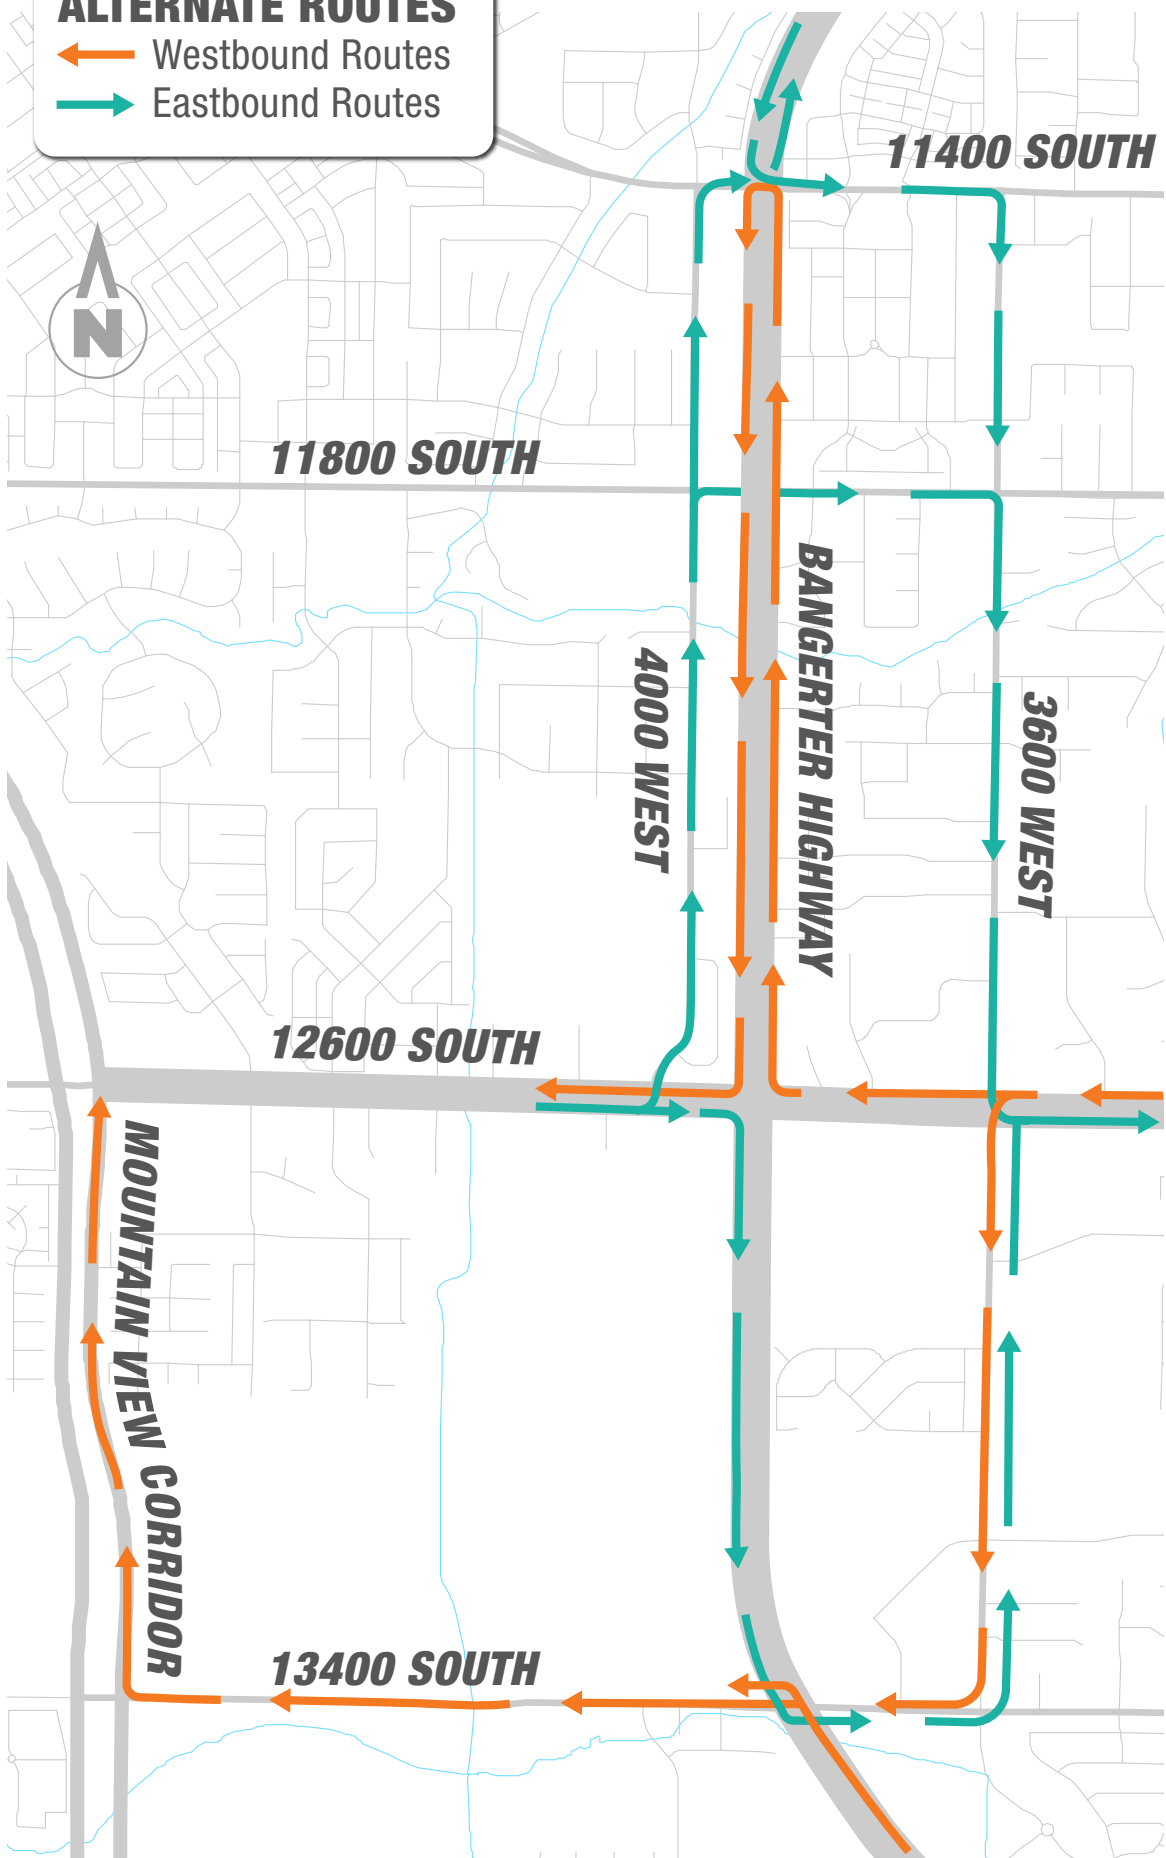 ALTERNATE ROUTES
Westbound Routes
Eastbound Routes
11400 SOUTH
N
11800 SOUTH
BANGERTER HIGHWAY
4000 WEST
3600 WEST
12600 SOUTH
MOUNTAIN VIEW CORRIDOR
13400 SOUTH